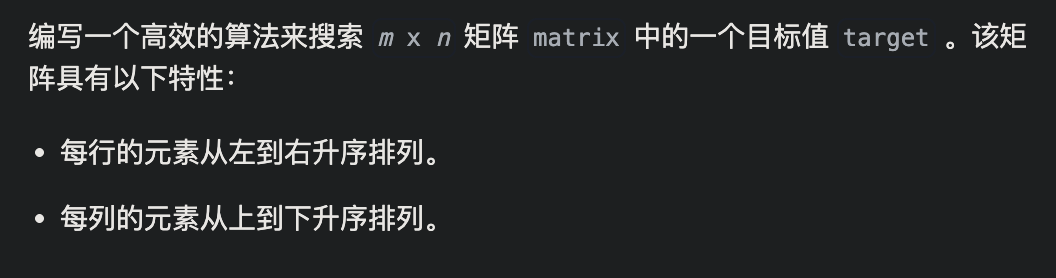 编写一个高效的算法来搜索 m x n 矩阵 matrix 中的一个目标值 target 。该矩
阵具有以下特性：
• 每行的元素从左到右升序排列。
• 每列的元素从上到下升序排列。